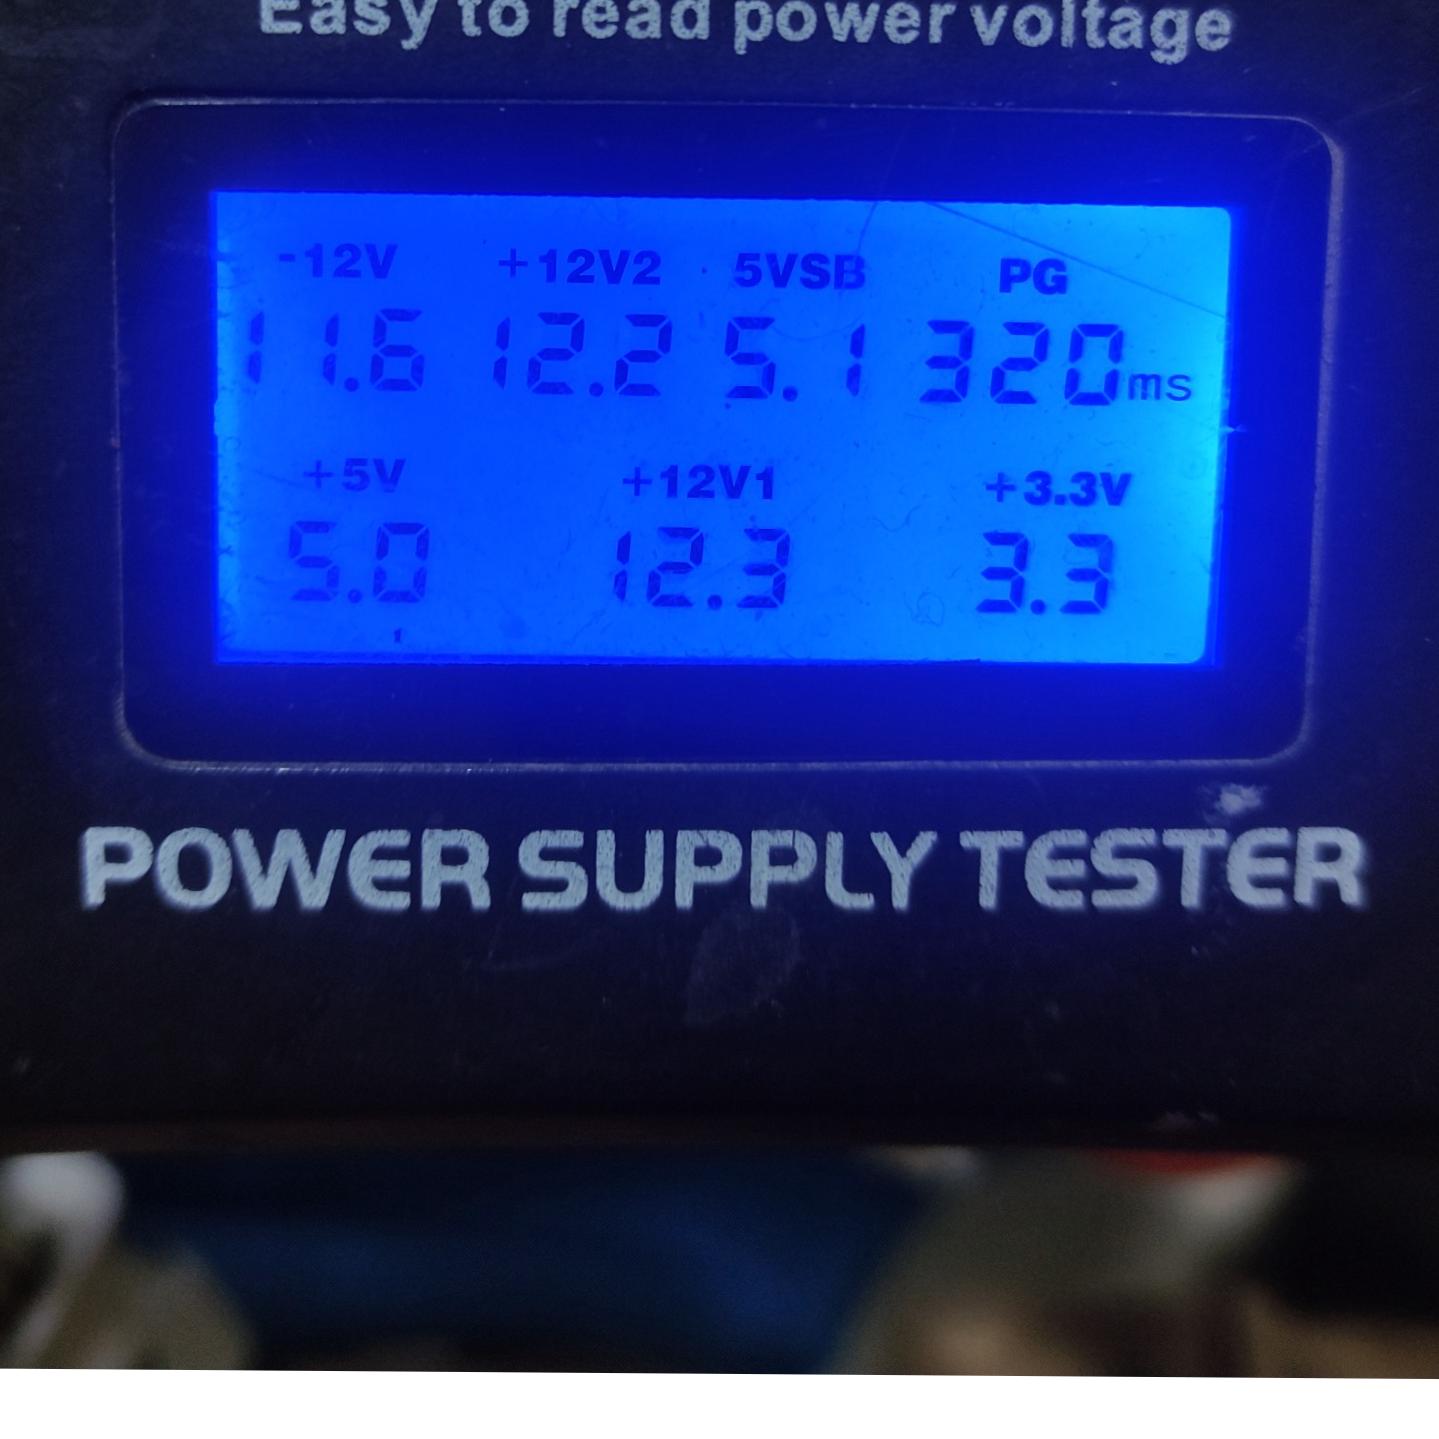 Easy to read power voltage
-12V +12V2 5VSB PG
11.6 12.2 5.1 320ms
+5V +12V1 +3.3V
5.0 12.3 3.3
POWER SUPPLY TESTER